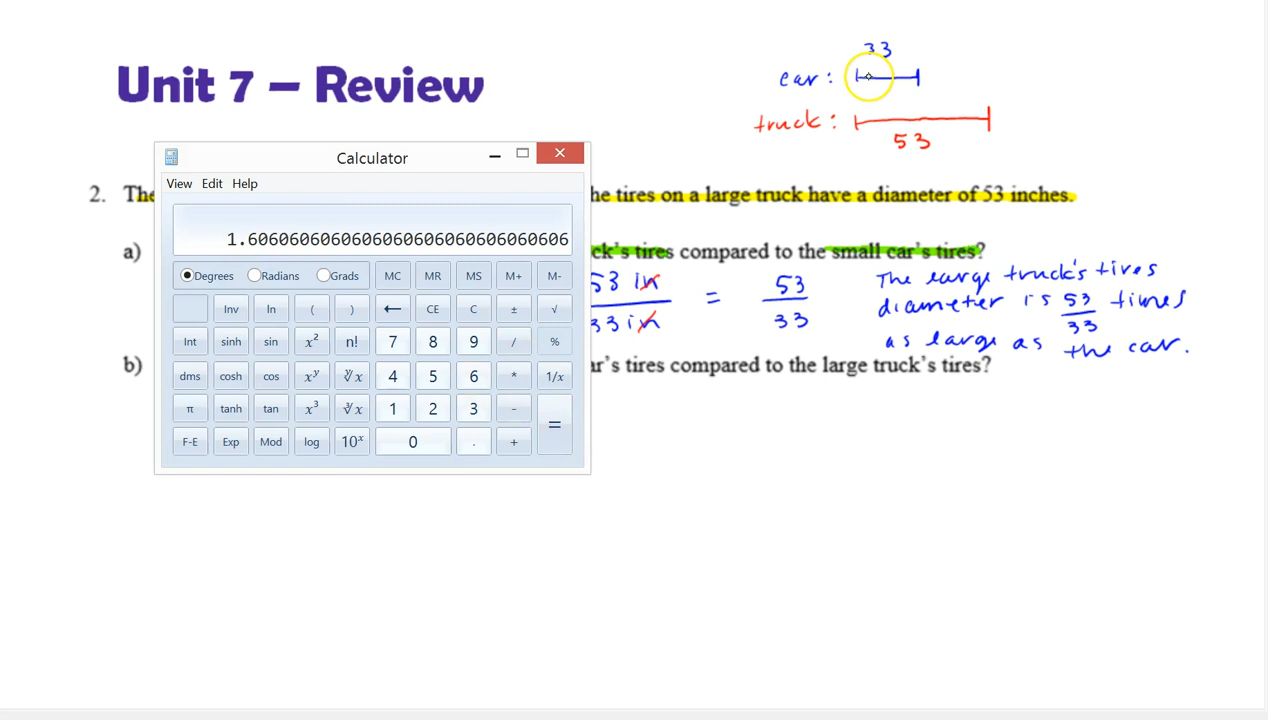 33
car:
Unit 7 – Review
truck:
53
Calculator
View Edit Help
2. The he tires on a large truck have a diameter of 53 inches.
1.6060606060606060606060606060606
a) ck's tires compared to the small car's tires?
Degrees Radians Grads MC MR MS M+ M-
53 in / 33 in = 53 / 33
The large truck's tires
diameter is 53/33 times
as large as the car.
Inv ln ( ) ← CE C ± √
Int sinh sin x² n! 7 8 9 / %
b) ar's tires compared to the large truck's tires?
dms cosh cos xʸ ʸ√x 4 5 6 * 1/x
π tanh tan x³ ³√x 1 2 3 - =
F-E Exp Mod log 10ˣ 0 . +